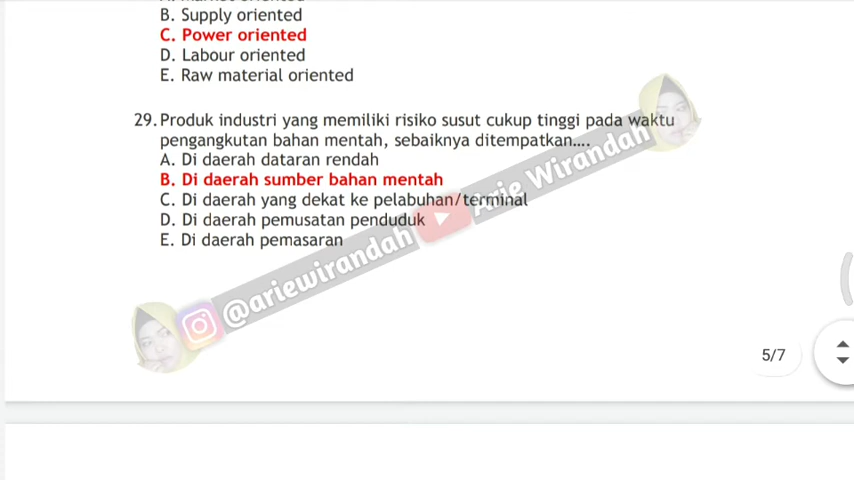 B. Supply oriented
C. Power oriented
D. Labour oriented
E. Raw material oriented
29. Produk industri yang memiliki risiko susut cukup tinggi pada waktu
pengangkutan bahan mentah, sebaiknya ditempatkan....
A. Di daerah dataran rendah
B. Di daerah sumber bahan mentah
C. Di daerah yang dekat ke pelabuhan/terminal
D. Di daerah pemusatan penduduk
E. Di daerah pemasaran
@ariewirandah
Arie Wirandah
5/7